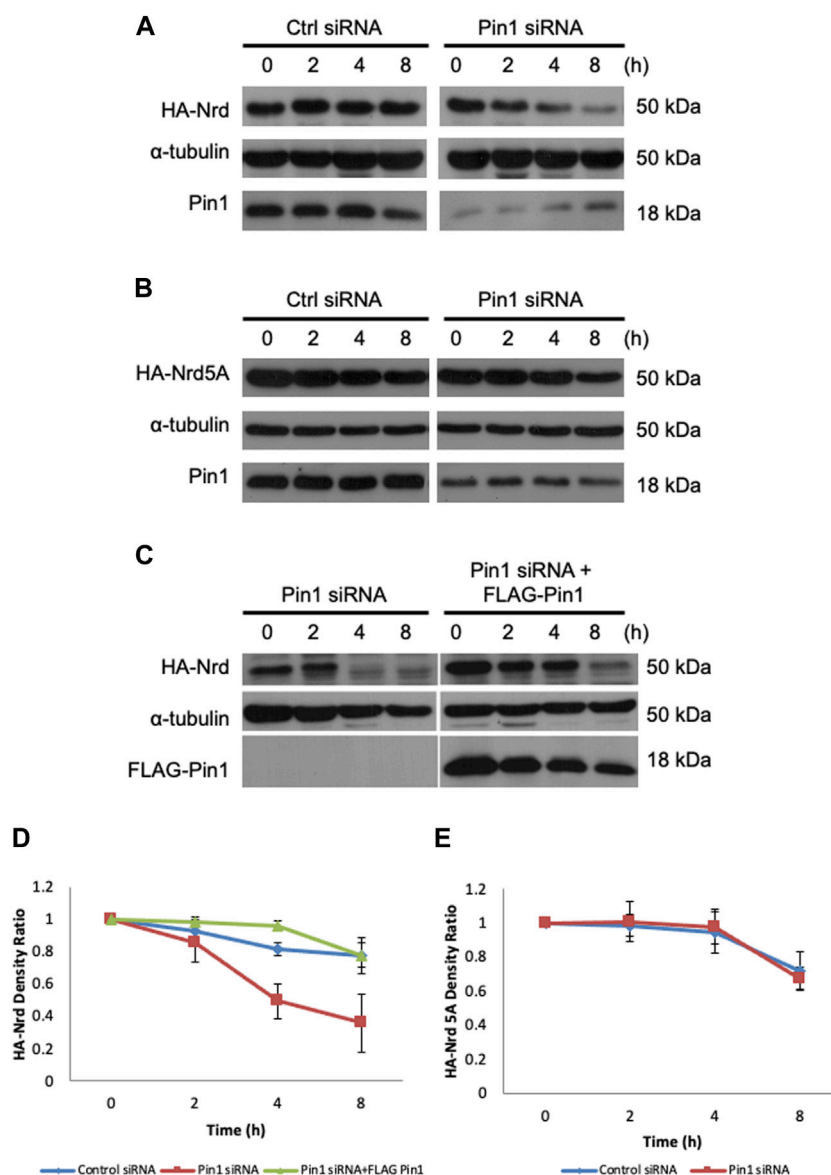 A
Ctrl siRNA Pin1 siRNA
0 2 4 8 0 2 4 8 (h)
HA-Nrd 50 kDa
α-tubulin 50 kDa
Pin1 18 kDa
B
Ctrl siRNA Pin1 siRNA
0 2 4 8 0 2 4 8 (h)
HA-Nrd5A 50 kDa
α-tubulin 50 kDa
Pin1 18 kDa
C
Pin1 siRNA Pin1 siRNA +
FLAG-Pin1
0 2 4 8 0 2 4 8 (h)
HA-Nrd 50 kDa
α-tubulin 50 kDa
FLAG-Pin1 18 kDa
D
HA-Nrd Density Ratio
1.2
1
0.8
0.6
0.4
0.2
0
0 2 4 8
Time (h)
Control siRNA Pin1 siRNA Pin1 siRNA+FLAG Pin1
E
HA-Nrd 5A Density Ratio
1.2
1
0.8
0.6
0.4
0.2
0
0 2 4 8
Time (h)
Control siRNA Pin1 siRNA